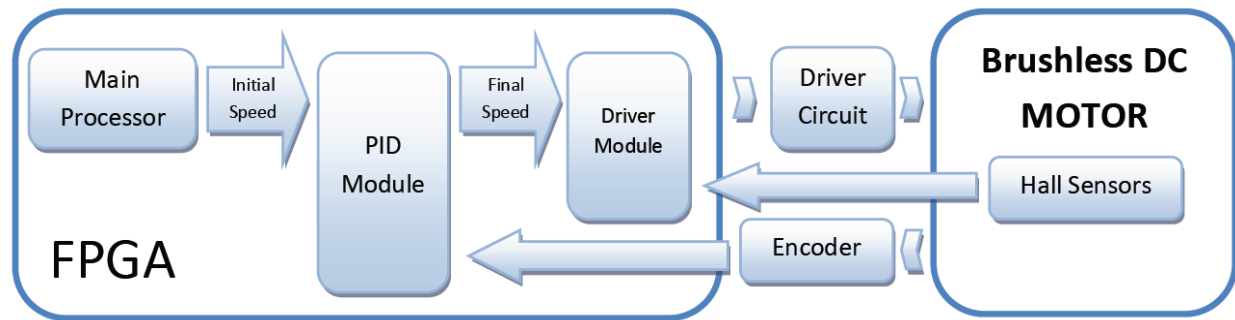 Main
Processor
Initial
Speed
PID
Module
Final
Speed
Driver
Module
FPGA
Driver
Circuit
Encoder
Brushless DC
MOTOR
Hall Sensors